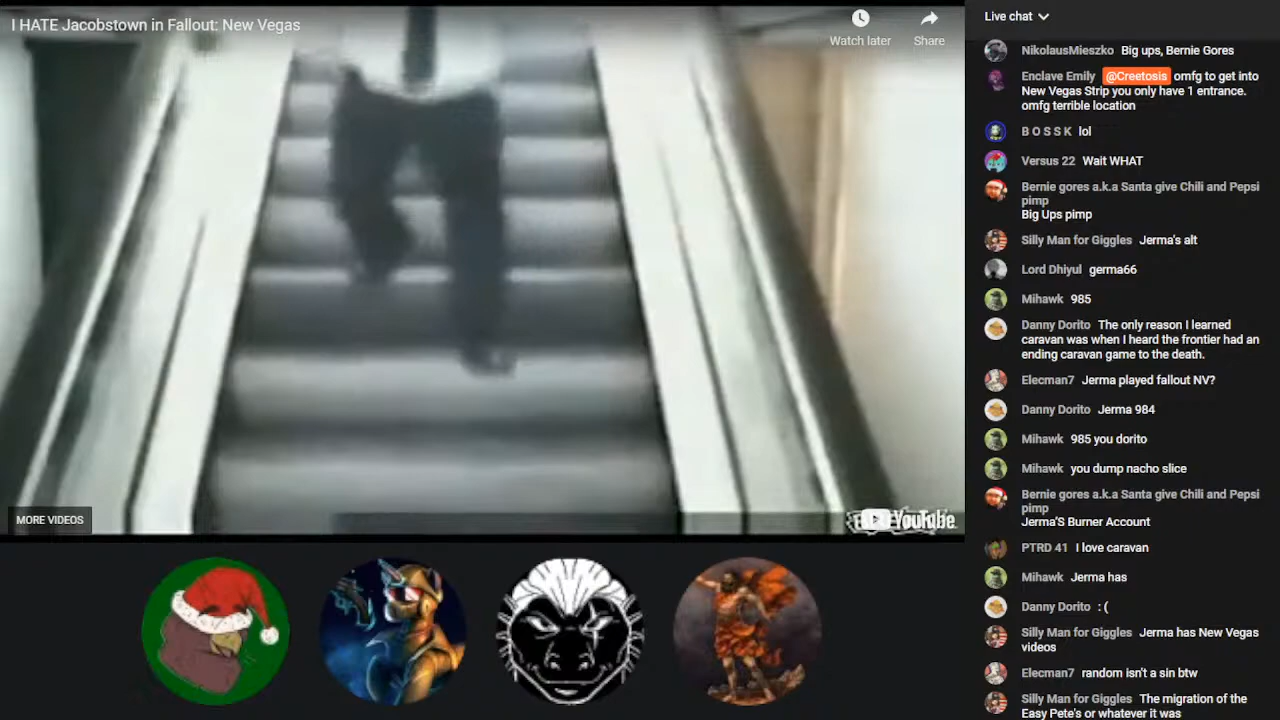 I HATE Jacobstown in Fallout: New Vegas
Watch later
Share
MORE VIDEOS
YouTube
Live chat
NikolausMieszko Big ups, Bernie Gores
Enclave Emily @Creetosis omfg to get into
New Vegas Strip you only have 1 entrance.
omfg terrible location
B O S S K lol
Versus 22 Wait WHAT
Bernie gores a.k.a Santa give Chili and Pepsi
pimp
Big Ups pimp
Silly Man for Giggles Jerma's alt
Lord Dhiyul germa66
Mihawk 985
Danny Dorito The only reason I learned
caravan was when I heard the frontier had an
ending caravan game to the death.
Elecman7 Jerma played fallout NV?
Danny Dorito Jerma 984
Mihawk 985 you dorito
Mihawk you dump nacho slice
Bernie gores a.k.a Santa give Chili and Pepsi
pimp
Jerma'S Burner Account
PTRD 41 I love caravan
Mihawk Jerma has
Danny Dorito : (
Silly Man for Giggles Jerma has New Vegas
videos
Elecman7 random isn't a sin btw
Silly Man for Giggles The migration of the
Easy Pete's or whatever it was